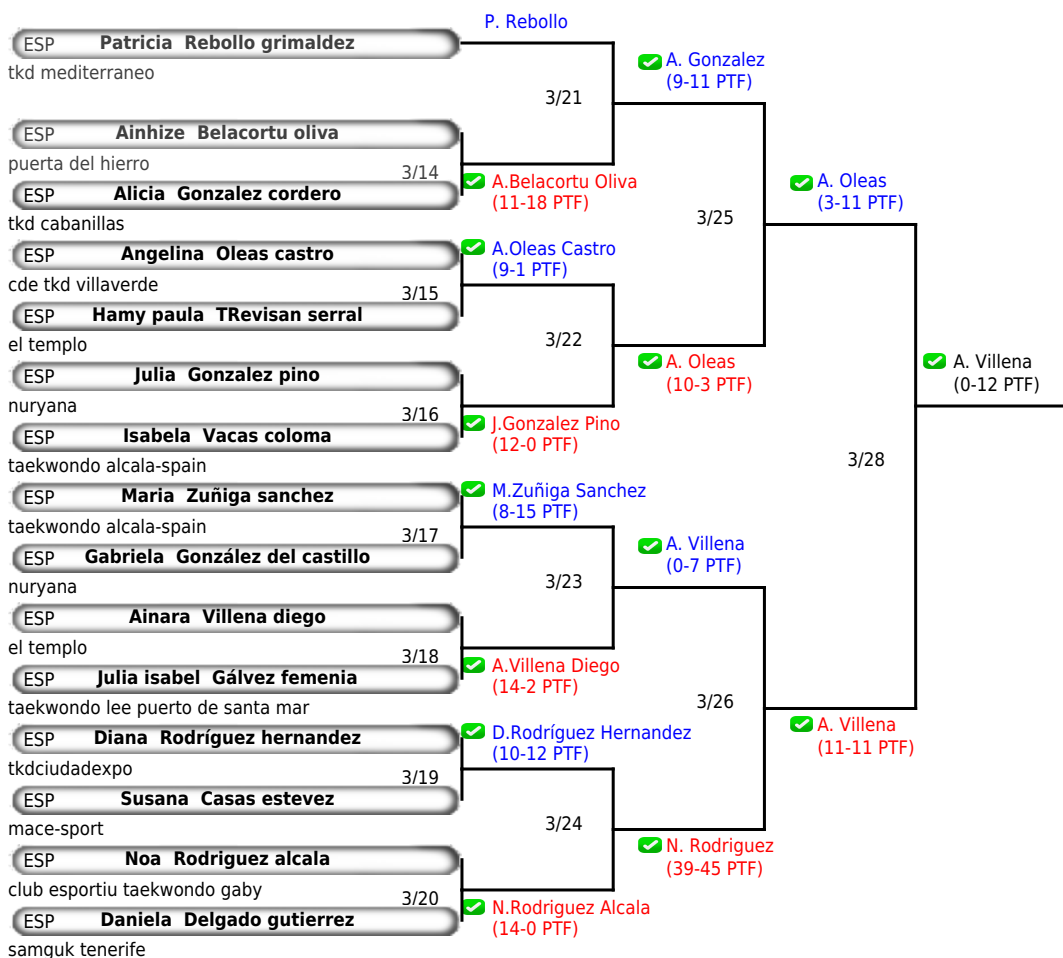 P. Rebollo
ESP Patricia Rebollo grimaldez
tkd mediterraneo
A. Gonzalez
(9-11 PTF)
3/21
ESP Ainhize Belacortu oliva
puerta del hierro
3/14
ESP Alicia Gonzalez cordero
tkd cabanillas
A.Belacortu Oliva
(11-18 PTF)
A. Oleas
(3-11 PTF)
3/25
ESP Angelina Oleas castro
cde tkd villaverde
A.Oleas Castro
(9-1 PTF)
3/15
ESP Hamy paula TRevisan serral
el templo
3/22
A. Oleas
(10-3 PTF)
ESP Julia Gonzalez pino
nuryana
3/16
ESP Isabela Vacas coloma
taekwondo alcala-spain
J.Gonzalez Pino
(12-0 PTF)
A. Villena
(0-12 PTF)
3/28
ESP Maria Zuñiga sanchez
taekwondo alcala-spain
M.Zuñiga Sanchez
(8-15 PTF)
3/17
ESP Gabriela González del castillo
nuryana
A. Villena
(0-7 PTF)
3/23
ESP Ainara Villena diego
el templo
3/18
ESP Julia isabel Gálvez femenia
taekwondo lee puerto de santa mar
A.Villena Diego
(14-2 PTF)
3/26
A. Villena
(11-11 PTF)
ESP Diana Rodríguez hernandez
tkdciudadexpo
D.Rodríguez Hernandez
(10-12 PTF)
3/19
ESP Susana Casas estevez
mace-sport
3/24
N. Rodriguez
(39-45 PTF)
ESP Noa Rodriguez alcala
club esportiu taekwondo gaby
3/20
ESP Daniela Delgado gutierrez
samguk tenerife
N.Rodriguez Alcala
(14-0 PTF)